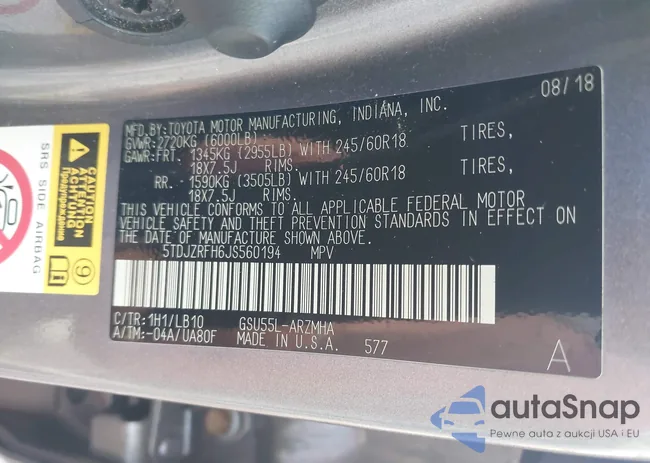 08/18
MFD.BY:TOYOTA MOTOR MANUFACTURING, INDIANA, INC.
GVWR:2720KG (6000LB)
GAWR:FRT. 1345KG (2955LB) WITH 245/60R18 TIRES,
18X7.5J RIMS.
RR. 1590KG (3505LB) WITH 245/60R18 TIRES,
18X7.5J RIMS.
THIS VEHICLE CONFORMS TO ALL APPLICABLE FEDERAL MOTOR
VEHICLE SAFETY AND THEFT PREVENTION STANDARDS IN EFFECT ON
THE DATE OF MANUFACTURE SHOWN ABOVE.
5TDJZRFH6JS560194 MPV
C/TR:1H1/LB10 GSU55L-ARZMHA
A/TM:-04A/UA80F MADE IN U.S.A. 577 A
SRS SIDE AIRBAG
CAUTION
ATTENTION
ACHTUNG
Предупреждение
9
autaSnap
Pewne auta z aukcji USA i EU